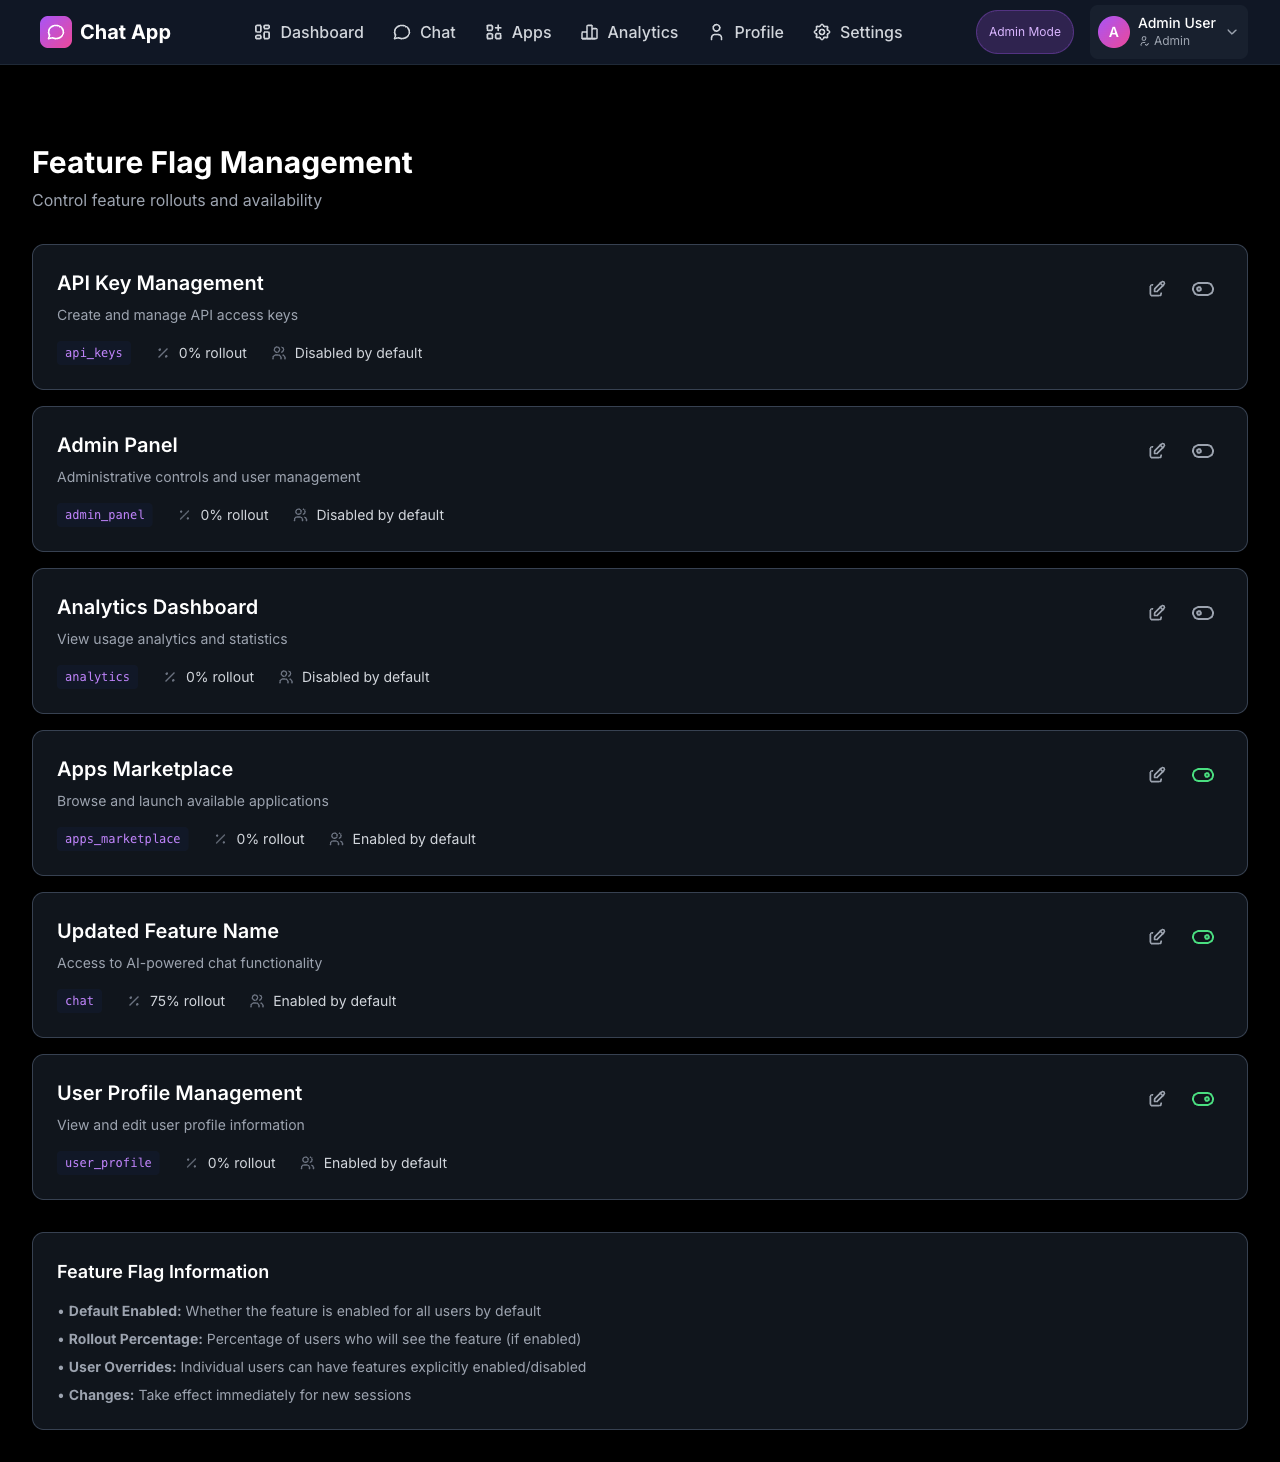 Chat App
Dashboard
Chat
Apps
Analytics
Profile
Settings
Admin Mode
A
Admin User
Admin
Feature Flag Management
Control feature rollouts and availability
API Key Management
Create and manage API access keys
api_keys 0% rollout Disabled by default
Admin Panel
Administrative controls and user management
admin_panel 0% rollout Disabled by default
Analytics Dashboard
View usage analytics and statistics
analytics 0% rollout Disabled by default
Apps Marketplace
Browse and launch available applications
apps_marketplace 0% rollout Enabled by default
Updated Feature Name
Access to AI-powered chat functionality
chat 75% rollout Enabled by default
User Profile Management
View and edit user profile information
user_profile 0% rollout Enabled by default
Feature Flag Information
• Default Enabled: Whether the feature is enabled for all users by default
• Rollout Percentage: Percentage of users who will see the feature (if enabled)
• User Overrides: Individual users can have features explicitly enabled/disabled
• Changes: Take effect immediately for new sessions